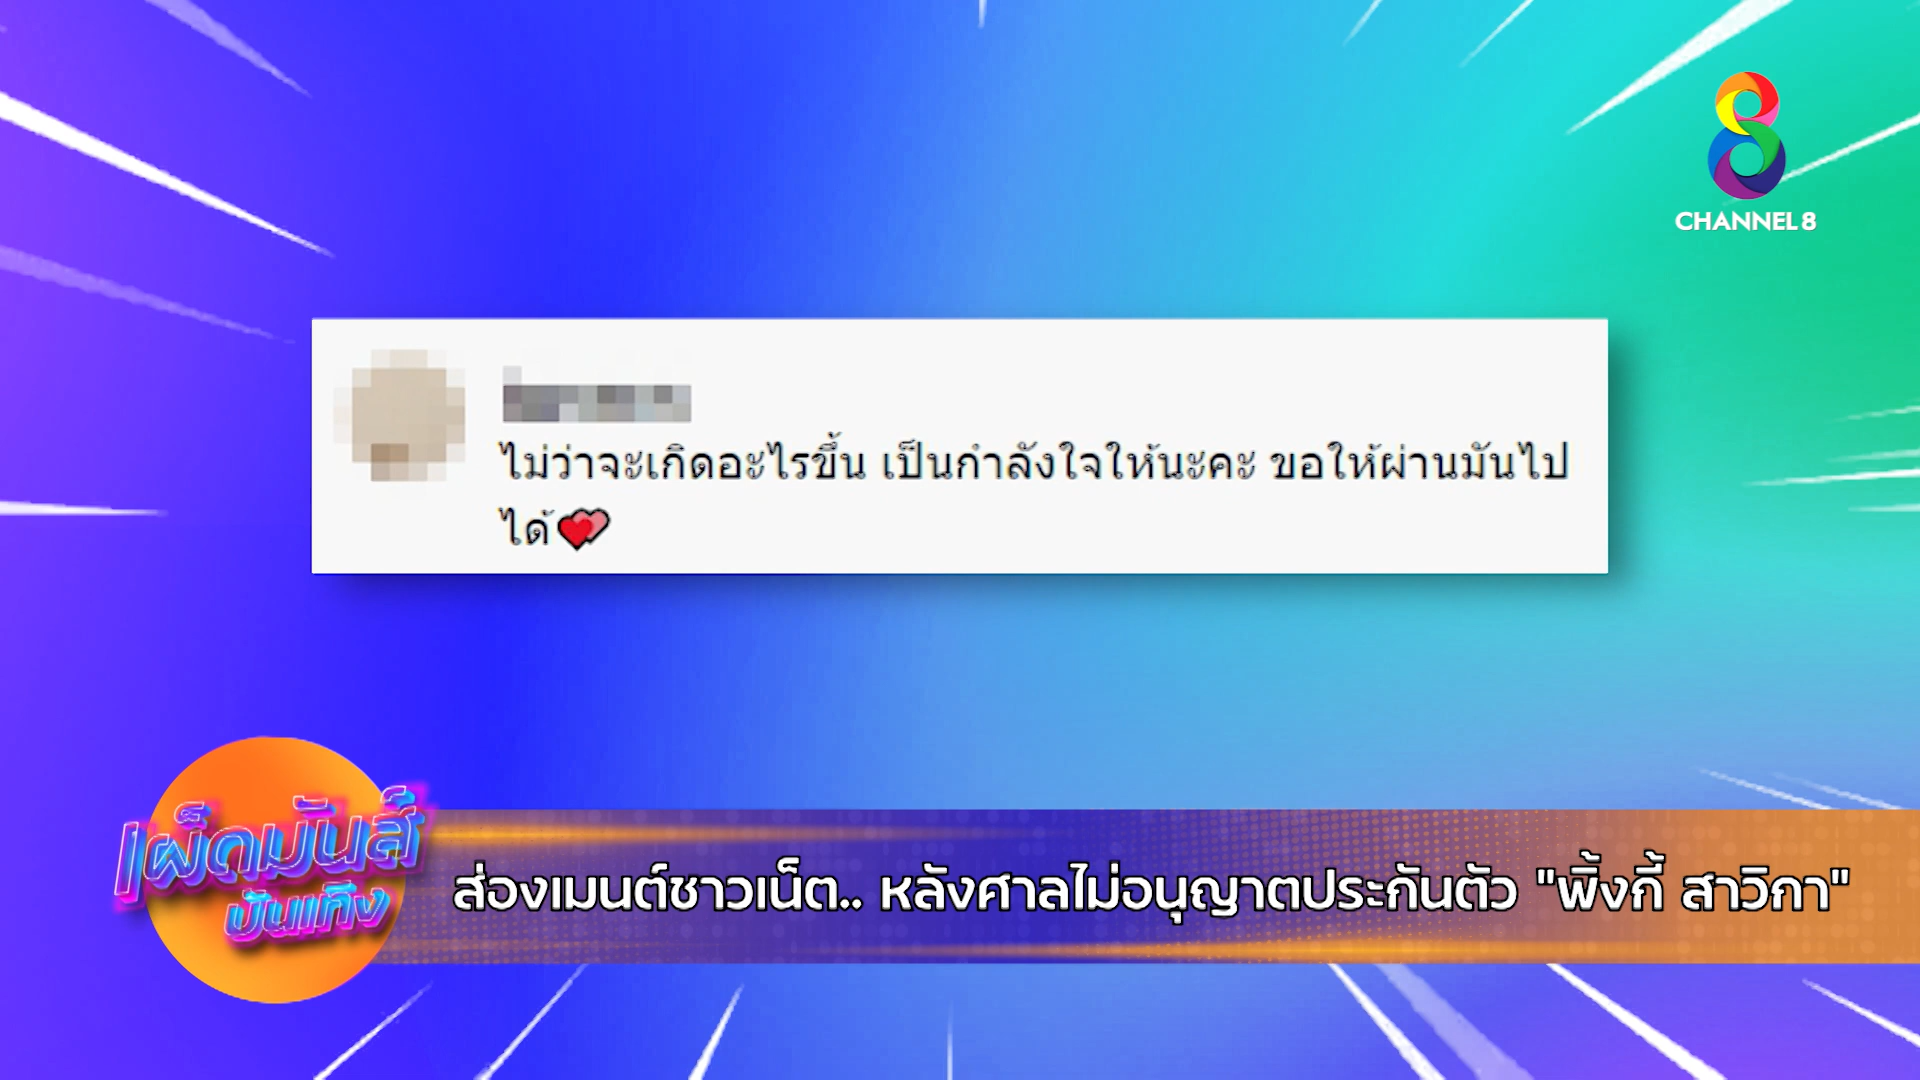 CHANNEL 8
ไม่ว่าจะเกิดอะไรขึ้น เป็นกำลังใจให้นะคะ ขอให้ผ่านมันไป
ได้💕
เผ็ดมันส์
บันเทิง
ส่องเมนต์ชาวเน็ต.. หลังศาลไม่อนุญาตประกันตัว "พิ้งกี้ สาวิกา"